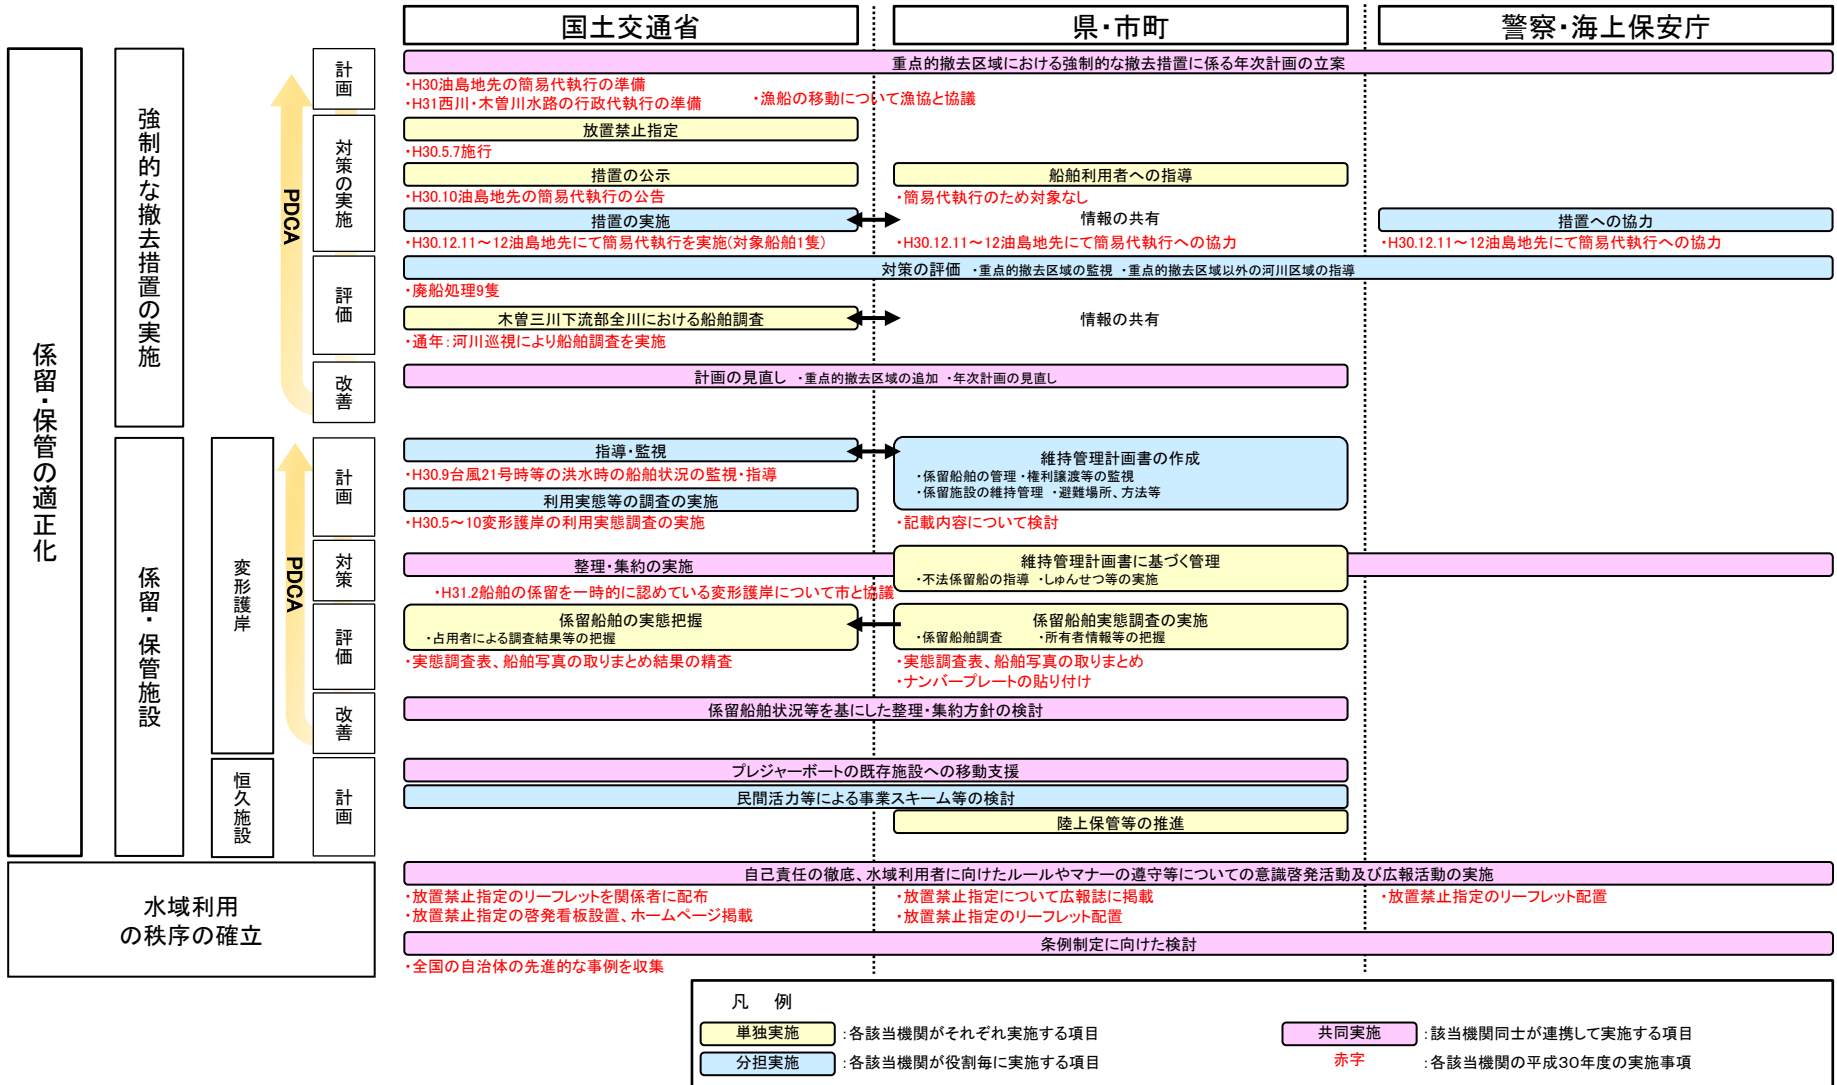 国土交通省
県・市町
警察・海上保安庁
係留・保管の適正化
強制的な撤去措置の実施
PDCA
計画
重点的撤去区域における強制的な撤去措置に係る年次計画の立案
・H30油島地先の簡易代執行の準備
・H31西川・木曽川水路の行政代執行の準備
・漁船の移動について漁協と協議
対策の実施
放置禁止指定
・H30.5.7施行
措置の公示
船舶利用者への指導
・H30.10油島地先の簡易代執行の公告
・簡易代執行のため対象なし
措置の実施
情報の共有
措置への協力
・H30.12.11～12油島地先にて簡易代執行を実施(対象船舶1隻)
・H30.12.11～12油島地先にて簡易代執行への協力
・H30.12.11～12油島地先にて簡易代執行への協力
評価
対策の評価 ・重点的撤去区域の監視 ・重点的撤去区域以外の河川区域の指導
・廃船処理9隻
木曽三川下流部全川における船舶調査
情報の共有
・通年:河川巡視により船舶調査を実施
改善
計画の見直し ・重点的撤去区域の追加 ・年次計画の見直し
係留・保管施設
変形護岸
PDCA
計画
指導・監視
維持管理計画書の作成
・係留船舶の管理 ・権利譲渡等の監視
・係留施設の維持管理 ・避難場所、方法等
・H30.9台風21号時等の洪水時の船舶状況の監視・指導
利用実態等の調査の実施
・H30.5～10変形護岸の利用実態調査の実施
・記載内容について検討
対策
整理・集約の実施
維持管理計画書に基づく管理
・不法係留船の指導 ・しゅんせつ等の実施
・H31.2船舶の係留を一時的に認めている変形護岸について市と協議
評価
係留船舶の実態把握
・占用者による調査結果等の把握
係留船舶実態調査の実施
・係留船舶調査 ・所有者情報等の把握
・実態調査表、船舶写真の取りまとめ結果の精査
・実態調査表、船舶写真の取りまとめ
・ナンバープレートの貼り付け
改善
係留船舶状況等を基にした整理・集約方針の検討
恒久施設
計画
プレジャーボートの既存施設への移動支援
民間活力等による事業スキーム等の検討
陸上保管等の推進
水域利用
の秩序の確立
自己責任の徹底、水域利用者に向けたルールやマナーの遵守等についての意識啓発活動及び広報活動の実施
・放置禁止指定のリーフレットを関係者に配布
・放置禁止指定の啓発看板設置、ホームページ掲載
・放置禁止指定について広報誌に掲載
・放置禁止指定のリーフレット配置
・放置禁止指定のリーフレット配置
条例制定に向けた検討
・全国の自治体の先進的な事例を収集
凡 例
単独実施 :各該当機関がそれぞれ実施する項目
共同実施 :該当機関同士が連携して実施する項目
分担実施 :各該当機関が役割毎に実施する項目
赤字 :各該当機関の平成30年度の実施事項